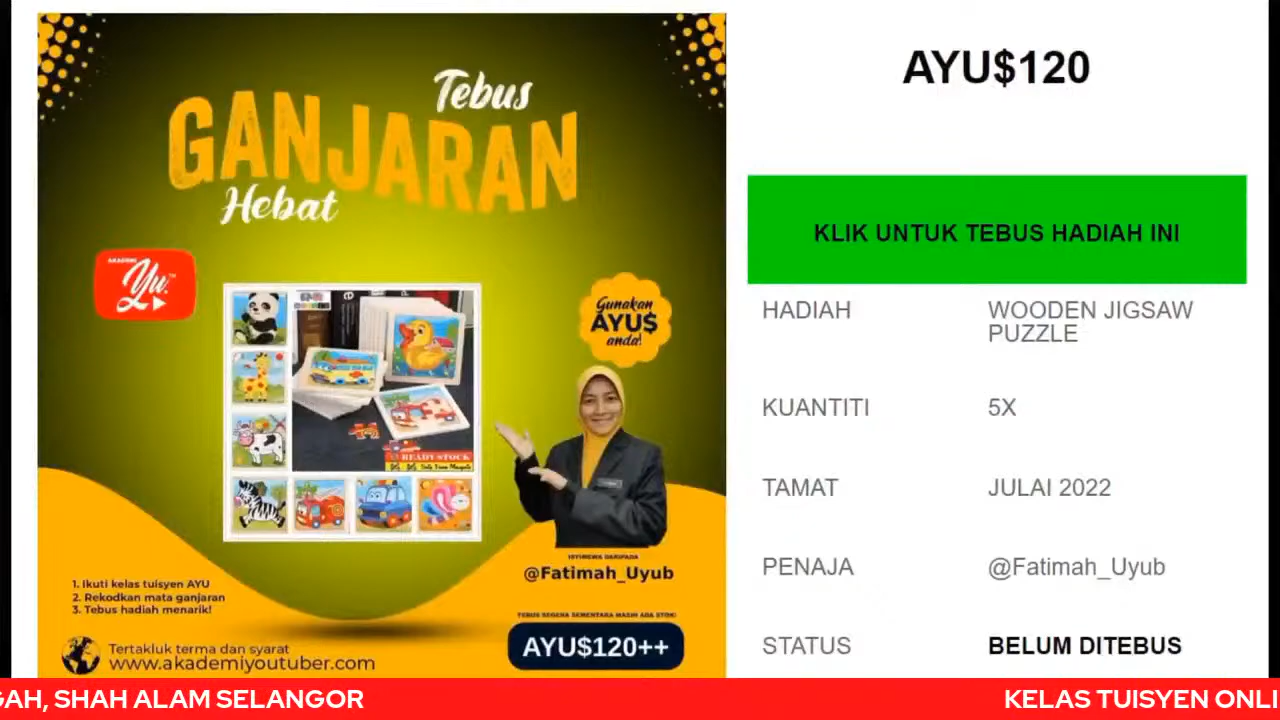 Tebus
GANJARAN
Hebat
AKADEMI
Yu
Gunakan
AYU$
anda!
READY STOCK
@Fatimah_Uyub
1. Ikuti kelas tuisyen AYU
2. Rekodkan mata ganjaran
3. Tebus hadiah menarik!
TEBUS SEGERA SEMENTARA MASIH ADA STOK!
AYU$120++
Tertakluk terma dan syarat
www.akademiyoutuber.com
AYU$120
KLIK UNTUK TEBUS HADIAH INI
HADIAH WOODEN JIGSAW
PUZZLE
KUANTITI 5X
TAMAT JULAI 2022
PENAJA @Fatimah_Uyub
STATUS BELUM DITEBUS
GAH, SHAH ALAM SELANGOR
KELAS TUISYEN ONLI